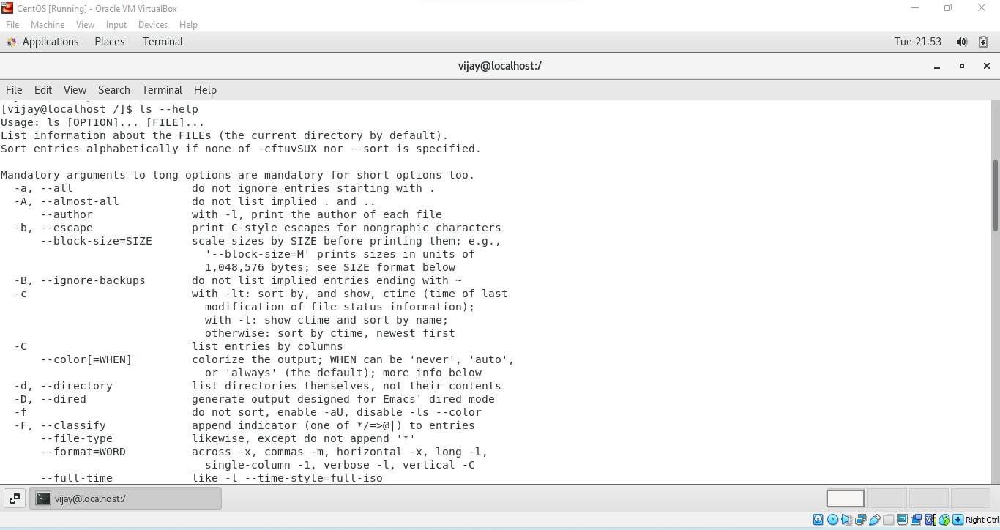 CentOS [Running] - Oracle VM VirtualBox
File Machine View Input Devices Help
Applications Places Terminal Tue 21:53
vijay@localhost:/
File Edit View Search Terminal Help
[vijay@localhost /]$ ls --help
Usage: ls [OPTION]... [FILE]...
List information about the FILEs (the current directory by default).
Sort entries alphabetically if none of -cftuvSUX nor --sort is specified.

Mandatory arguments to long options are mandatory for short options too.
  -a, --all                  do not ignore entries starting with .
  -A, --almost-all           do not list implied . and ..
      --author               with -l, print the author of each file
  -b, --escape               print C-style escapes for nongraphic characters
      --block-size=SIZE      scale sizes by SIZE before printing them; e.g.,
                               '--block-size=M' prints sizes in units of
                               1,048,576 bytes; see SIZE format below
  -B, --ignore-backups       do not list implied entries ending with ~
  -c                         with -lt: sort by, and show, ctime (time of last
                               modification of file status information);
                               with -l: show ctime and sort by name;
                               otherwise: sort by ctime, newest first
  -C                         list entries by columns
      --color[=WHEN]         colorize the output; WHEN can be 'never', 'auto',
                               or 'always' (the default); more info below
  -d, --directory            list directories themselves, not their contents
  -D, --dired                generate output designed for Emacs' dired mode
  -f                         do not sort, enable -aU, disable -ls --color
  -F, --classify             append indicator (one of */=>@|) to entries
      --file-type            likewise, except do not append '*'
      --format=WORD          across -x, commas -m, horizontal -x, long -l,
                               single-column -1, verbose -l, vertical -C
      --full-time            like -l --time-style=full-iso
vijay@localhost:/
Right Ctrl